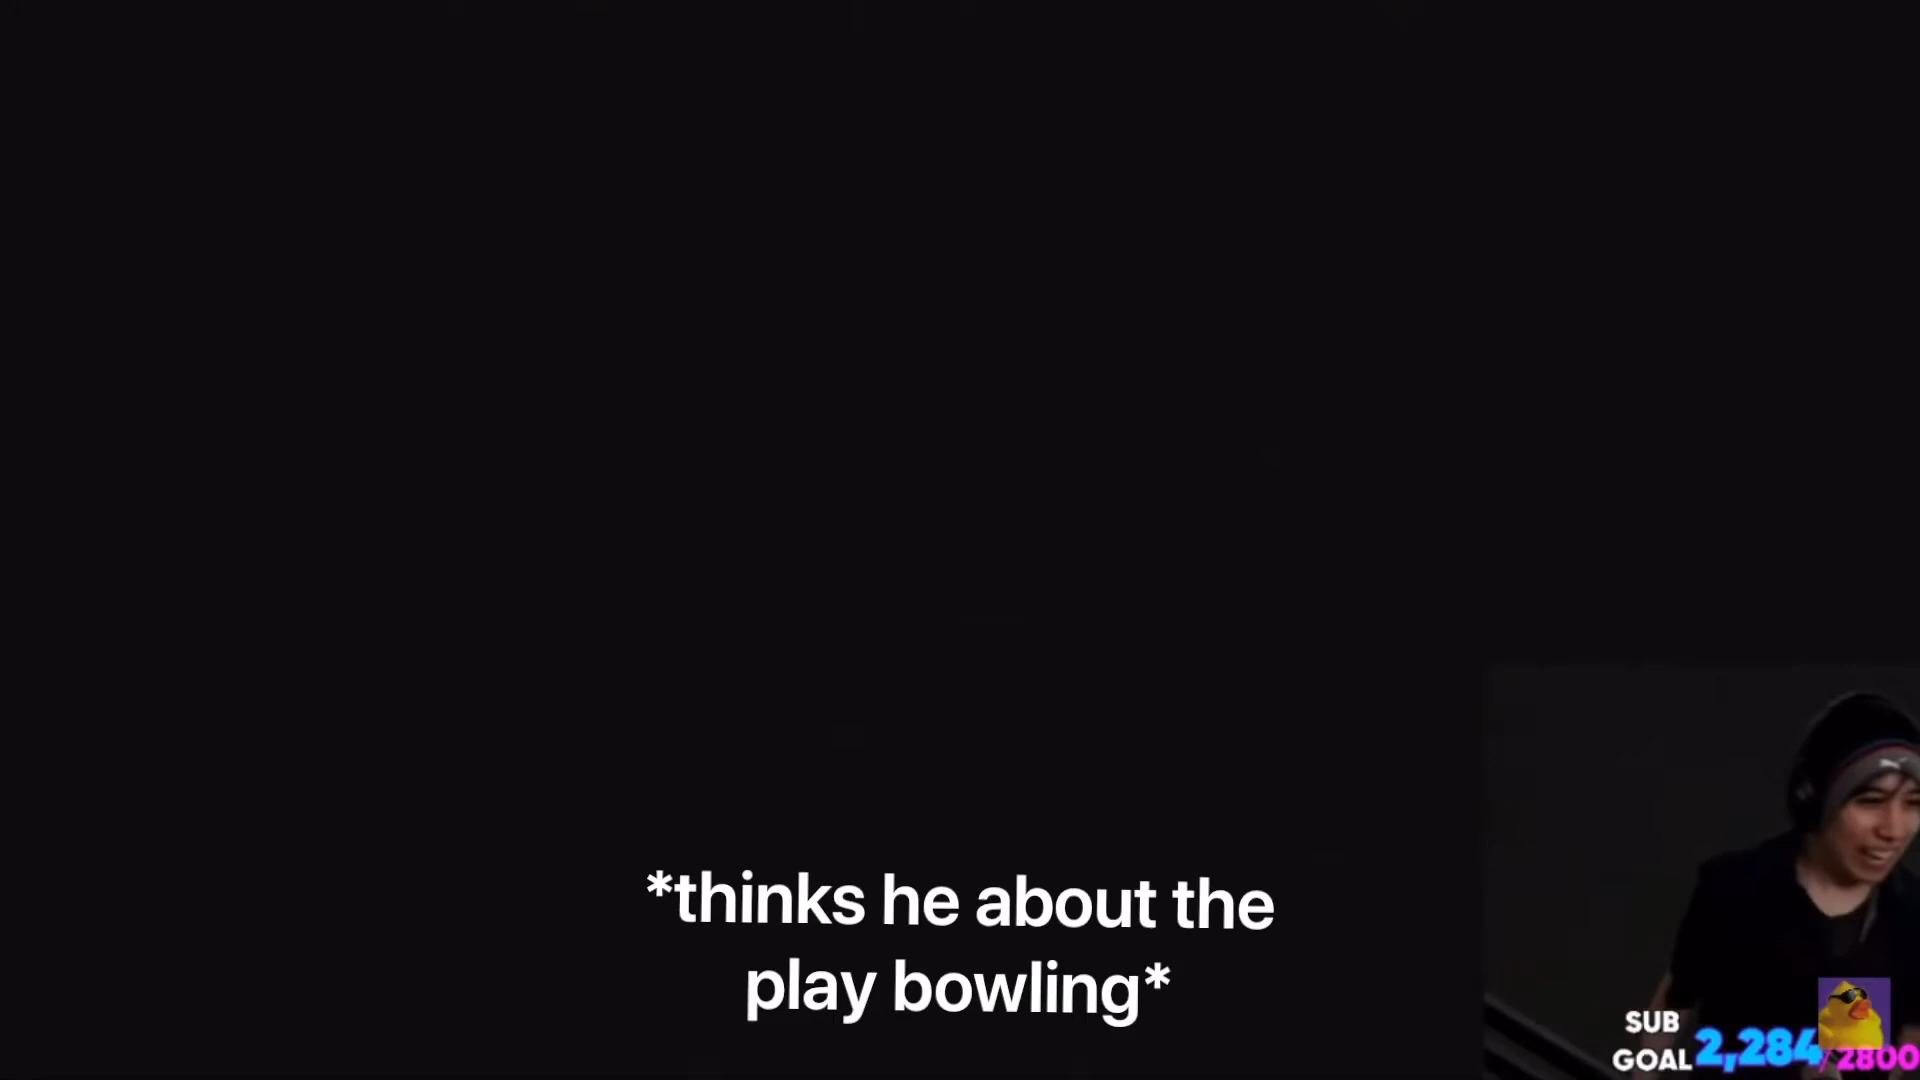 *thinks he about the
play bowling*
SUB
GOAL 2,284/2800